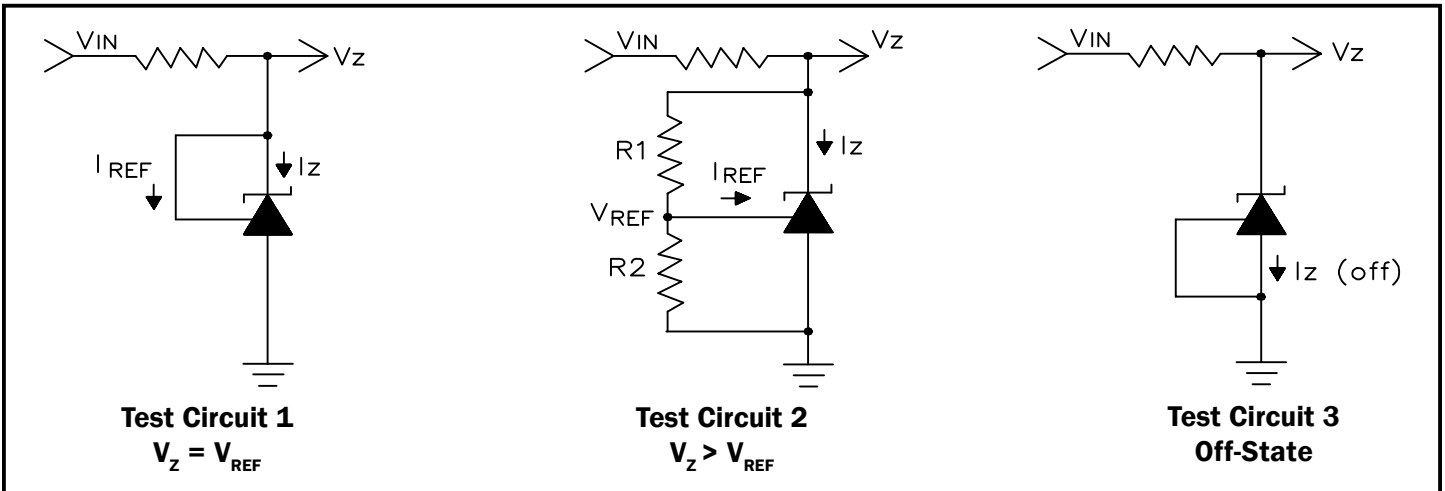 VIN
Vz
IREF
Iz
Test Circuit 1
VZ = VREF
VIN
Vz
R1
Iz
IREF
VREF
R2
Test Circuit 2
VZ > VREF
VIN
Vz
Iz (off)
Test Circuit 3
Off-State